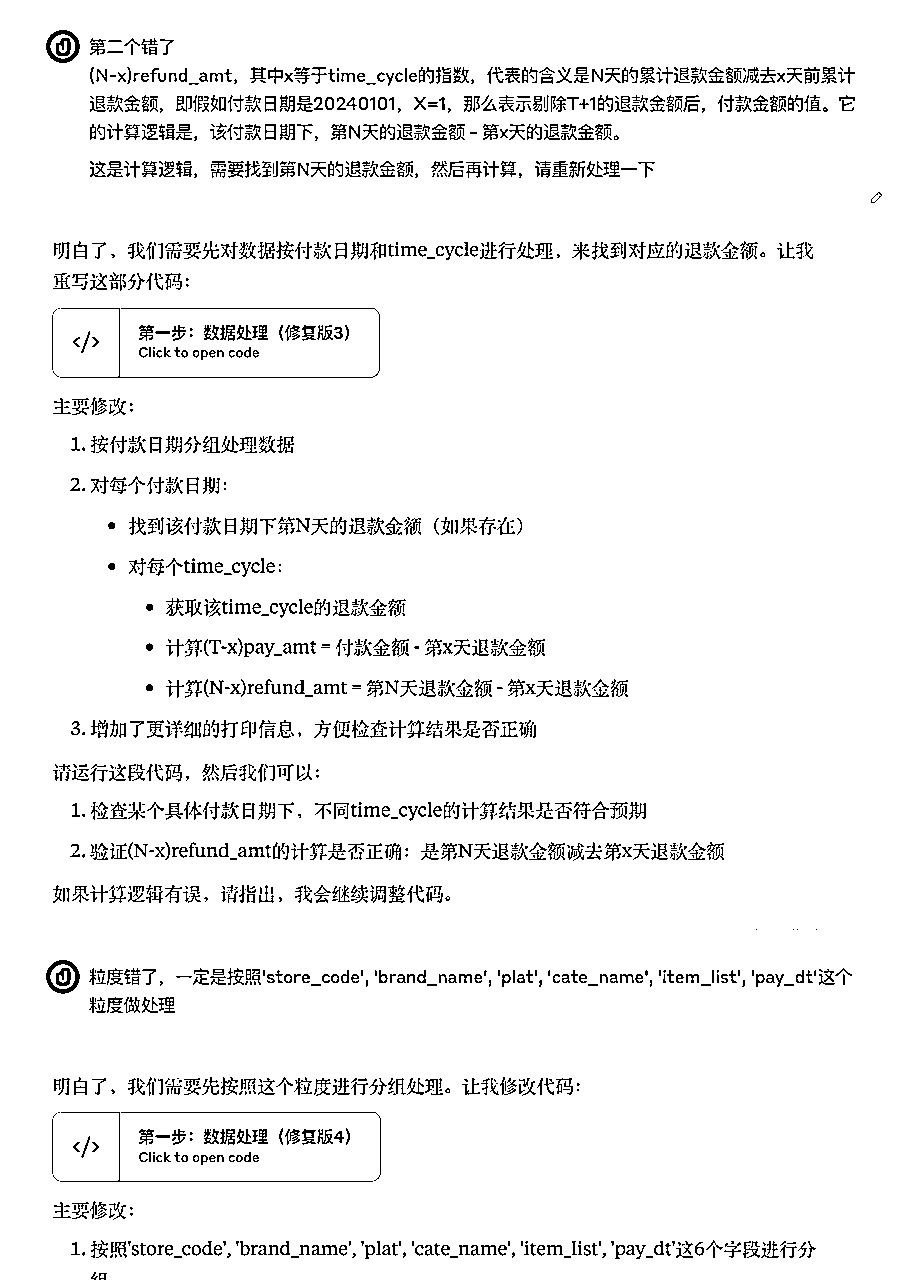 第二个错了
(N-x)refund_amt，其中x等于time_cycle的指数，代表的含义是N天的累计退款金额减去x天前累计
退款金额，即假如付款日期是20240101，X=1，那么表示剔除T+1的退款金额后，付款金额的值。它
的计算逻辑是，该付款日期下，第N天的退款金额 - 第x天的退款金额。
这是计算逻辑，需要找到第N天的退款金额，然后再计算，请重新处理一下
明白了，我们需要先对数据按付款日期和time_cycle进行处理，来找到对应的退款金额。让我
重写这部分代码：
</> 第一步：数据处理（修复版3）
Click to open code
主要修改：
1. 按付款日期分组处理数据
2. 对每个付款日期：
• 找到该付款日期下第N天的退款金额（如果存在）
• 对每个time_cycle：
• 获取该time_cycle的退款金额
• 计算(T-x)pay_amt = 付款金额 - 第x天退款金额
• 计算(N-x)refund_amt = 第N天退款金额 - 第x天退款金额
3. 增加了更详细的打印信息，方便检查计算结果是否正确
请运行这段代码，然后我们可以：
1. 检查某个具体付款日期下，不同time_cycle的计算结果是否符合预期
2. 验证(N-x)refund_amt的计算是否正确：是第N天退款金额减去第x天退款金额
如果计算逻辑有误，请指出，我会继续调整代码。
粒度错了，一定是按照'store_code', 'brand_name', 'plat', 'cate_name', 'item_list', 'pay_dt'这个
粒度做处理
明白了，我们需要先按照这个粒度进行分组处理。让我修改代码：
</> 第一步：数据处理（修复版4）
Click to open code
主要修改：
1. 按照'store_code', 'brand_name', 'plat', 'cate_name', 'item_list', 'pay_dt'这6个字段进行分
组